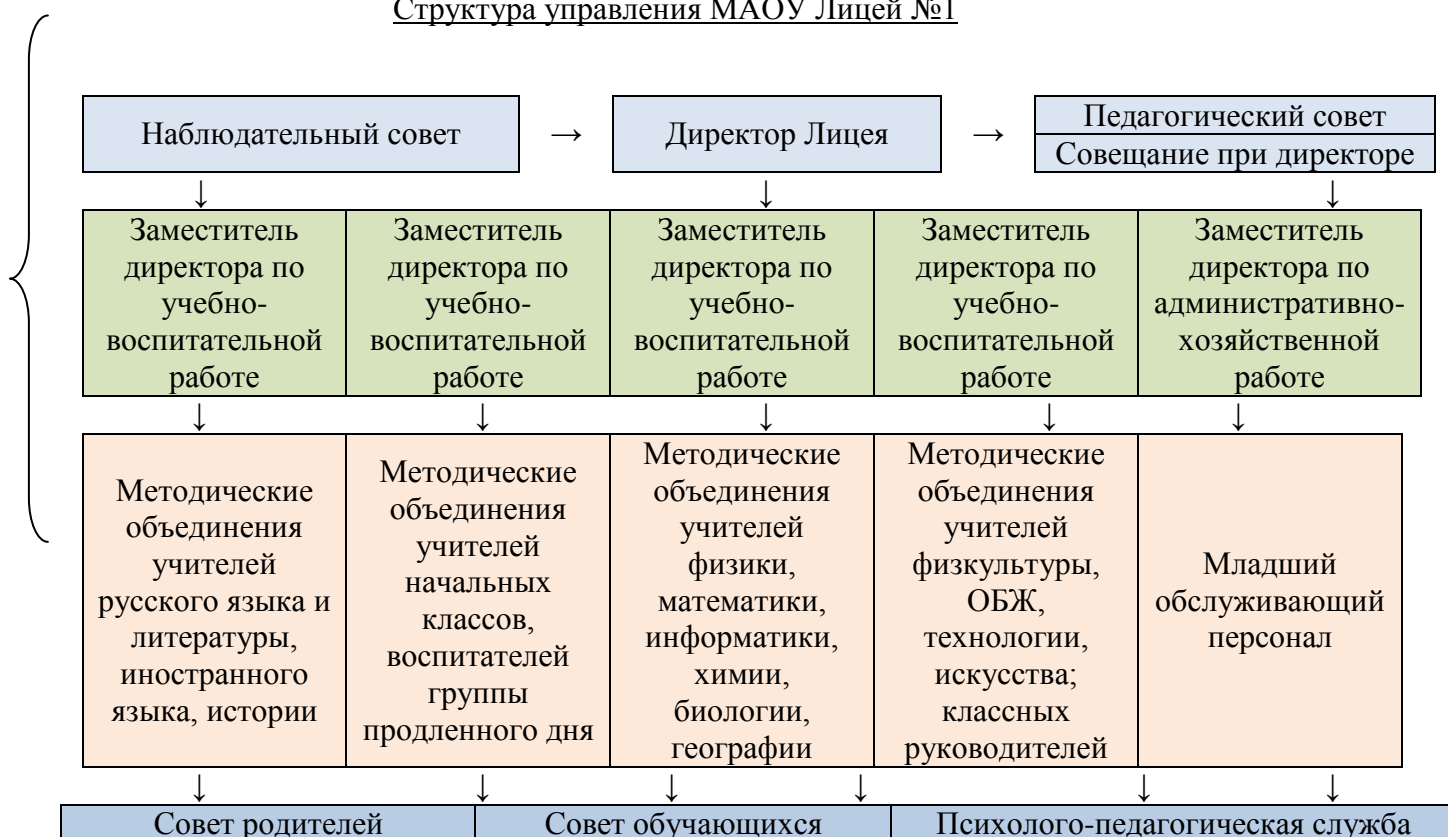 Структура управления МАОУ Лицей №1
Наблюдательный совет → Директор Лицея → Педагогический совет
Совещание при директоре
↓ ↓ ↓
Заместитель
директора по
учебно-
воспитательной
работе
Заместитель
директора по
учебно-
воспитательной
работе
Заместитель
директора по
учебно-
воспитательной
работе
Заместитель
директора по
учебно-
воспитательной
работе
Заместитель
директора по
административно-
хозяйственной
работе
↓ ↓ ↓ ↓ ↓
Методические
объединения
учителей
русского языка и
литературы,
иностранного
языка, истории
Методические
объединения
учителей
начальных
классов,
воспитателей
группы
продленного дня
Методические
объединения
учителей
физики,
математики,
информатики,
химии,
биологии,
географии
Методические
объединения
учителей
физкультуры,
ОБЖ,
технологии,
искусства;
классных
руководителей
Младший
обслуживающий
персонал
↓ ↓ ↓ ↓ ↓ ↓
Совет родителей
Совет обучающихся
Психолого-педагогическая служба